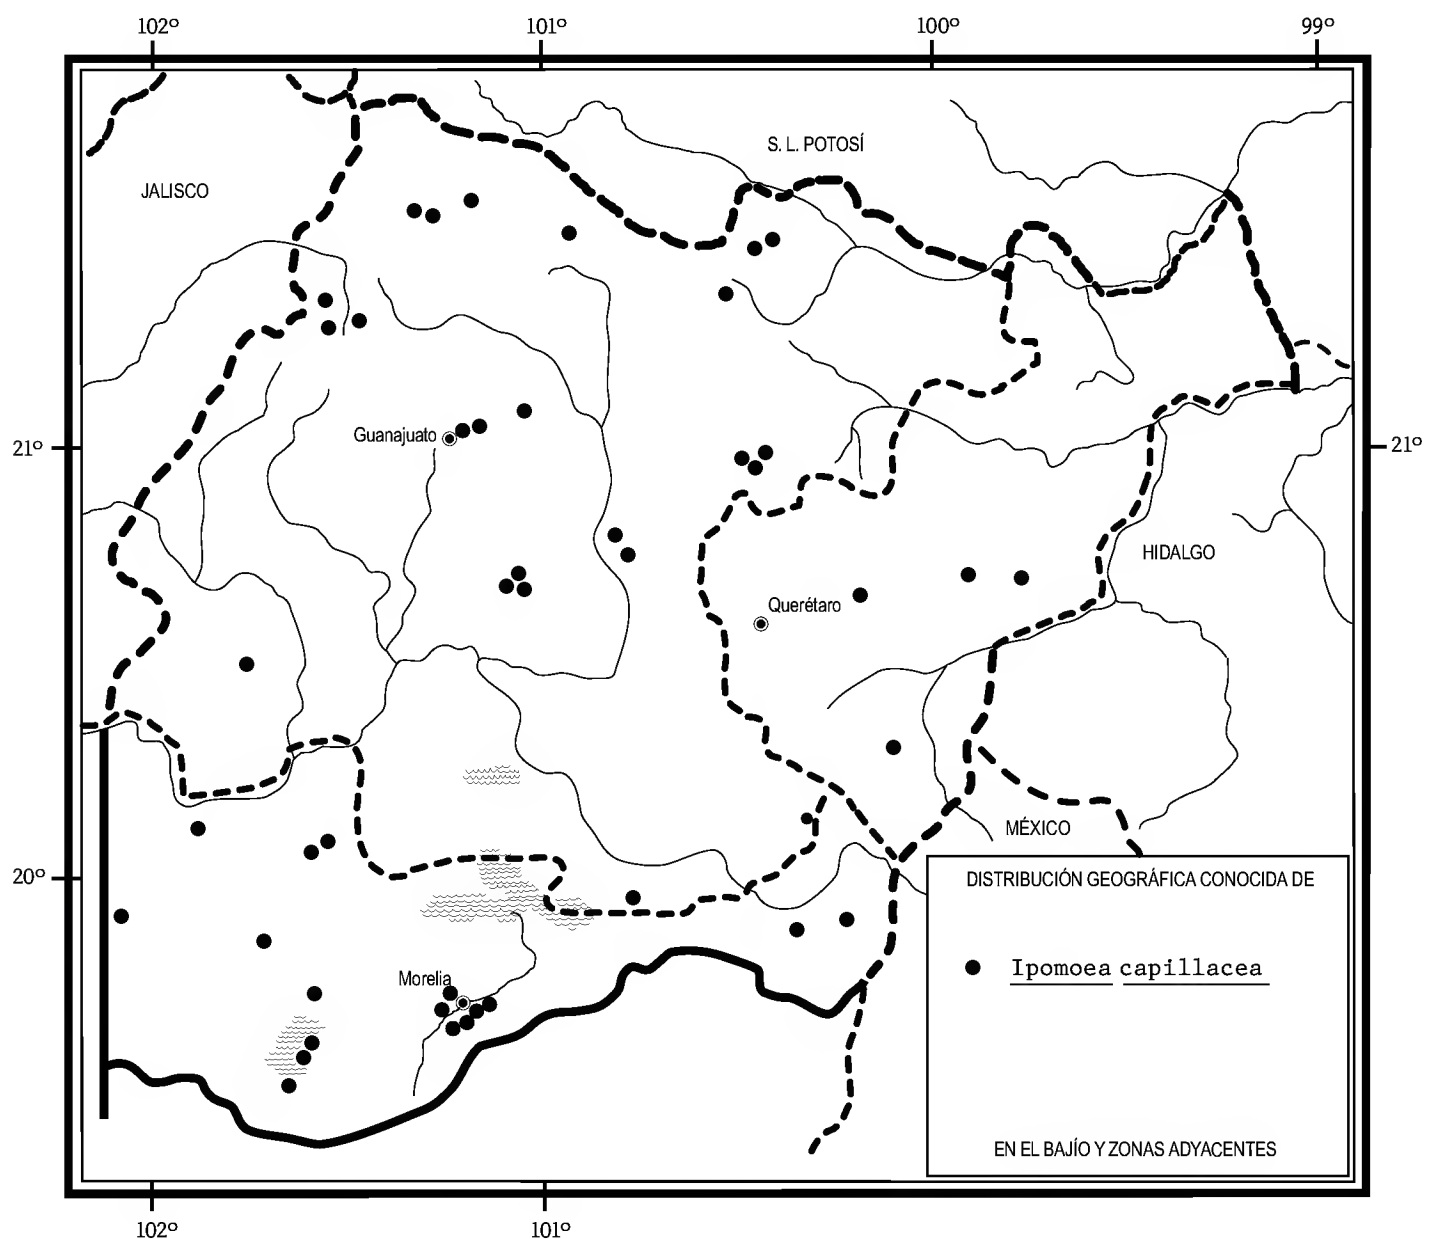 102º 101º 100º 99º
S. L. POTOSÍ
JALISCO
Guanajuato
21º 21º
HIDALGO
Querétaro
MÉXICO
20º
DISTRIBUCIÓN GEOGRÁFICA CONOCIDA DE
Ipomoea capillacea
Morelia
EN EL BAJÍO Y ZONAS ADYACENTES
102º 101º